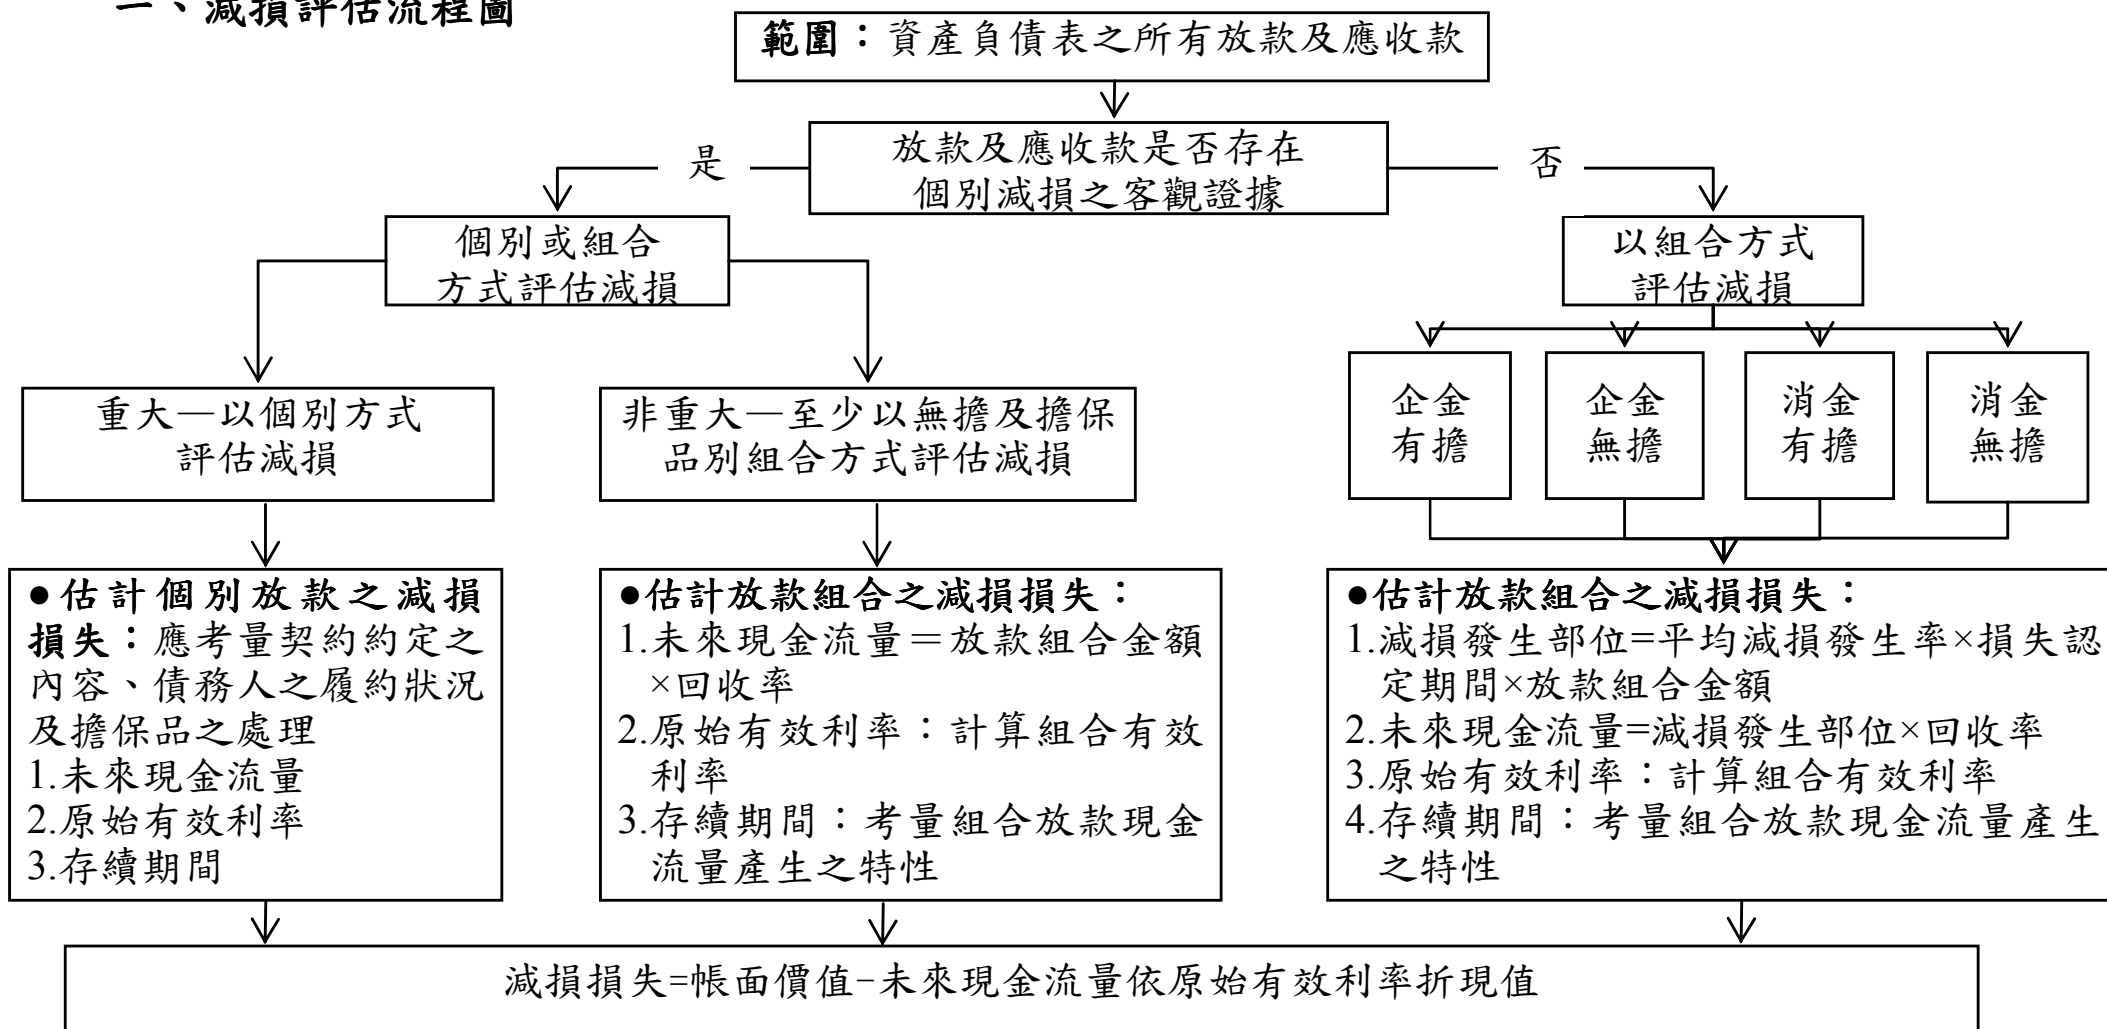 一、減損評估流程圖
範圍：資產負債表之所有放款及應收款
放款及應收款是否存在
個別減損之客觀證據
是
否
個別或組合
方式評估減損
以組合方式
評估減損
重大—以個別方式
評估減損
非重大—至少以無擔及擔保
品別組合方式評估減損
企金
有擔
企金
無擔
消金
有擔
消金
無擔
●估計個別放款之減損
損失：應考量契約約定之
內容、債務人之履約狀況
及擔保品之處理
1.未來現金流量
2.原始有效利率
3.存續期間
●估計放款組合之減損損失：
1.未來現金流量＝放款組合金額
×回收率
2.原始有效利率：計算組合有效
利率
3.存續期間：考量組合放款現金
流量產生之特性
●估計放款組合之減損損失：
1.減損發生部位=平均減損發生率×損失認
定期間×放款組合金額
2.未來現金流量=減損發生部位×回收率
3.原始有效利率：計算組合有效利率
4.存續期間：考量組合放款現金流量產生
之特性
減損損失=帳面價值−未來現金流量依原始有效利率折現值